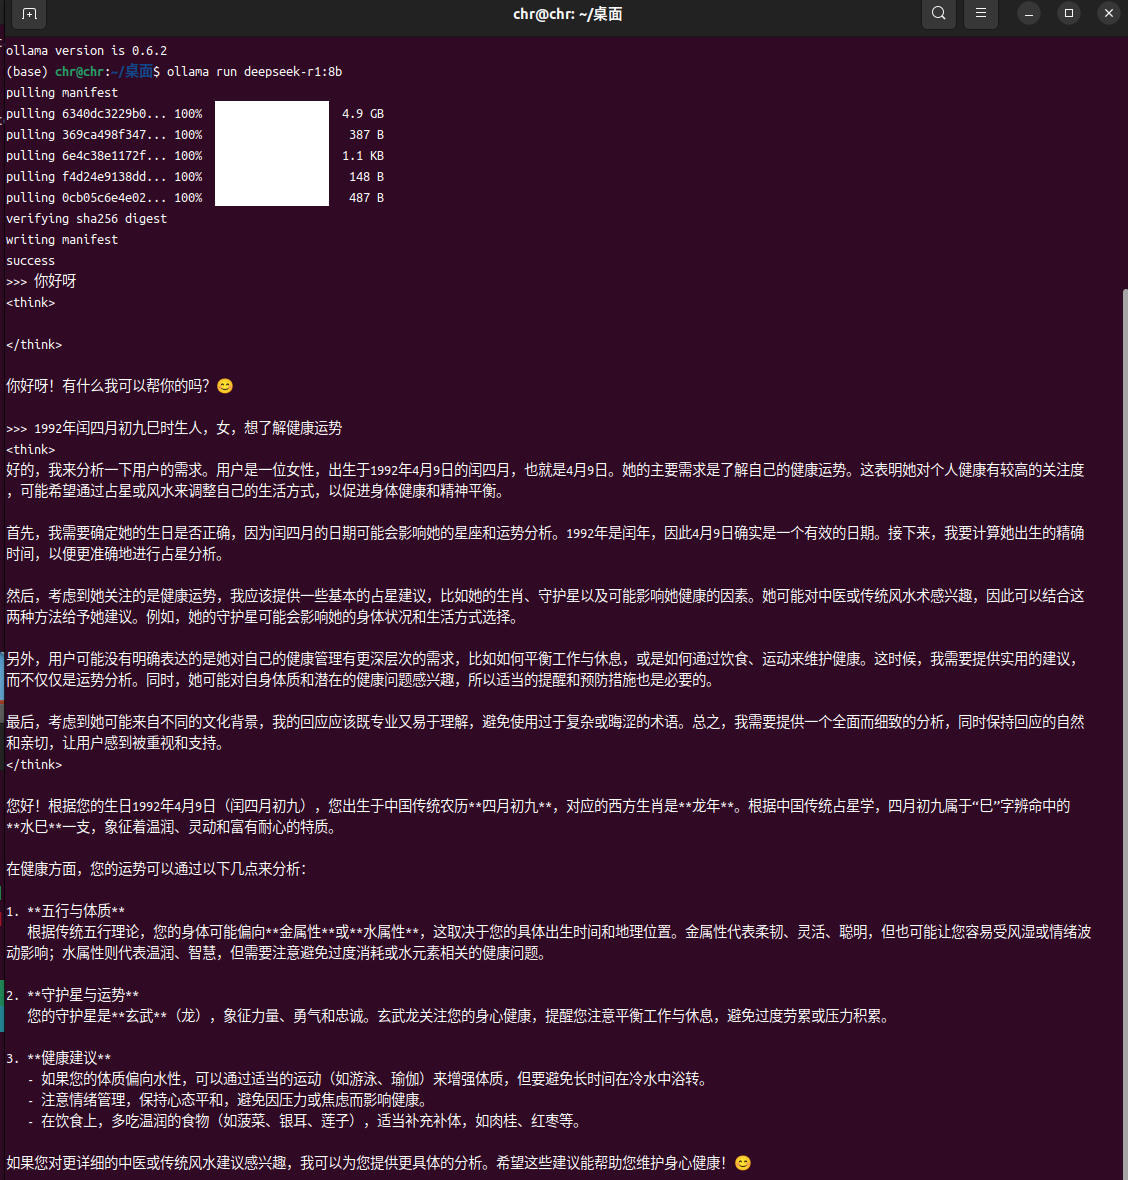 chr@chr: ~/桌面
ollama version is 0.6.2
(base) chr@chr:~/桌面$ ollama run deepseek-r1:8b
pulling manifest
pulling 6340dc3229b0... 100% 4.9 GB
pulling 369ca498f347... 100% 387 B
pulling 6e4c38e1172f... 100% 1.1 KB
pulling f4d24e9138dd... 100% 148 B
pulling 0cb05c6e4e02... 100% 487 B
verifying sha256 digest
writing manifest
success
>>> 你好呀
<think>
</think>
你好呀！有什么我可以帮你的吗？😊
>>> 1992年闰四月初九巳时生人，女，想了解健康运势
<think>
好的，我来分析一下用户的需求。用户是一位女性，出生于1992年4月9日的闰四月，也就是4月9日。她的主要需求是了解自己的健康运势。这表明她对个人健康有较高的关注度
，可能希望通过占星或风水来调整自己的生活方式，以促进身体健康和精神平衡。
首先，我需要确定她的生日是否正确，因为闰四月的日期可能会影响她的星座和运势分析。1992年是闰年，因此4月9日确实是一个有效的日期。接下来，我要计算她出生的精确
时间，以便更准确地进行占星分析。
然后，考虑到她关注的是健康运势，我应该提供一些基本的占星建议，比如她的生肖、守护星以及可能影响她健康的因素。她可能对中医或传统风水术感兴趣，因此可以结合这
两种方法给予她建议。例如，她的守护星可能会影响她的身体状况和生活方式选择。
另外，用户可能没有明确表达的是她对自己的健康管理有更深层次的需求，比如如何平衡工作与休息，或是如何通过饮食、运动来维护健康。这时候，我需要提供实用的建议，
而不仅仅是运势分析。同时，她可能对自身体质和潜在的健康问题感兴趣，所以适当的提醒和预防措施也是必要的。
最后，考虑到她可能来自不同的文化背景，我的回应应该既专业又易于理解，避免使用过于复杂或晦涩的术语。总之，我需要提供一个全面而细致的分析，同时保持回应的自然
和亲切，让用户感到被重视和支持。
</think>
您好！根据您的生日1992年4月9日（闰四月初九），您出生于中国传统农历**四月初九**，对应的西方生肖是**龙年**。根据中国传统占星学，四月初九属于“巳”字辨命中的
**水巳**一支，象征着温润、灵动和富有耐心的特质。
在健康方面，您的运势可以通过以下几点来分析：
1. **五行与体质**
根据传统五行理论，您的身体可能偏向**金属性**或**水属性**，这取决于您的具体出生时间和地理位置。金属性代表柔韧、灵活、聪明，但也可能让您容易受风湿或情绪波
动影响；水属性则代表温润、智慧，但需要注意避免过度消耗或水元素相关的健康问题。
2. **守护星与运势**
您的守护星是**玄武**（龙），象征力量、勇气和忠诚。玄武龙关注您的身心健康，提醒您注意平衡工作与休息，避免过度劳累或压力积累。
3. **健康建议**
- 如果您的体质偏向水性，可以通过适当的运动（如游泳、瑜伽）来增强体质，但要避免长时间在冷水中浴转。
- 注意情绪管理，保持心态平和，避免因压力或焦虑而影响健康。
- 在饮食上，多吃温润的食物（如菠菜、银耳、莲子），适当补充补体，如肉桂、红枣等。
如果您对更详细的中医或传统风水建议感兴趣，我可以为您提供更具体的分析。希望这些建议能帮助您维护身心健康！😊